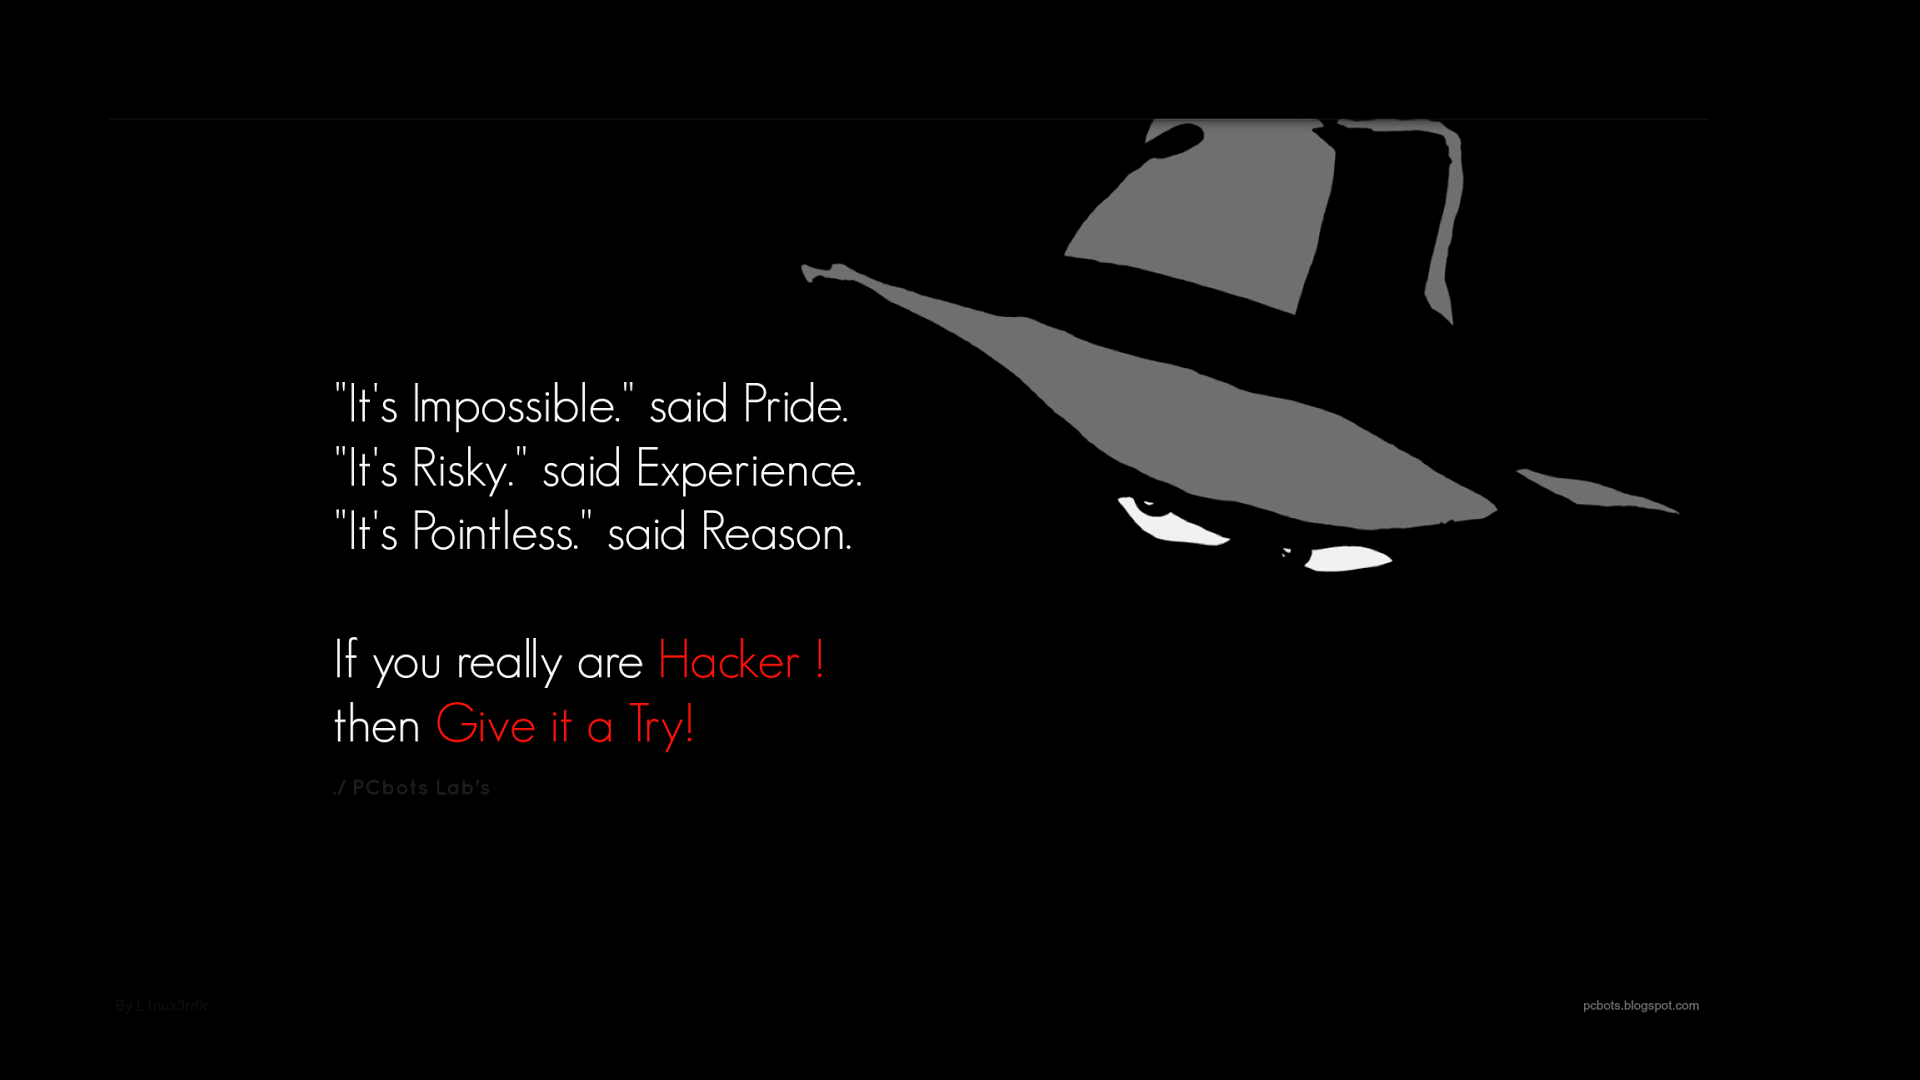 "It's Impossible." said Pride.
"It's Risky." said Experience.
"It's Pointless." said Reason.
If you really are Hacker !
then Give it a Try!
./ PCbots Lab's
By L1nux3rr0r
pcbots.blogspot.com